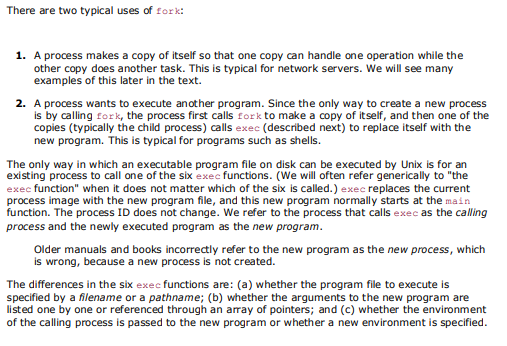 There are two typical uses of fork:
1. A process makes a copy of itself so that one copy can handle one operation while the
other copy does another task. This is typical for network servers. We will see many
examples of this later in the text.
2. A process wants to execute another program. Since the only way to create a new process
is by calling fork, the process first calls fork to make a copy of itself, and then one of the
copies (typically the child process) calls exec (described next) to replace itself with the
new program. This is typical for programs such as shells.
The only way in which an executable program file on disk can be executed by Unix is for an
existing process to call one of the six exec functions. (We will often refer generically to "the
exec function" when it does not matter which of the six is called.) exec replaces the current
process image with the new program file, and this new program normally starts at the main
function. The process ID does not change. We refer to the process that calls exec as the calling
process and the newly executed program as the new program.
Older manuals and books incorrectly refer to the new program as the new process, which
is wrong, because a new process is not created.
The differences in the six exec functions are: (a) whether the program file to execute is
specified by a filename or a pathname; (b) whether the arguments to the new program are
listed one by one or referenced through an array of pointers; and (c) whether the environment
of the calling process is passed to the new program or whether a new environment is specified.